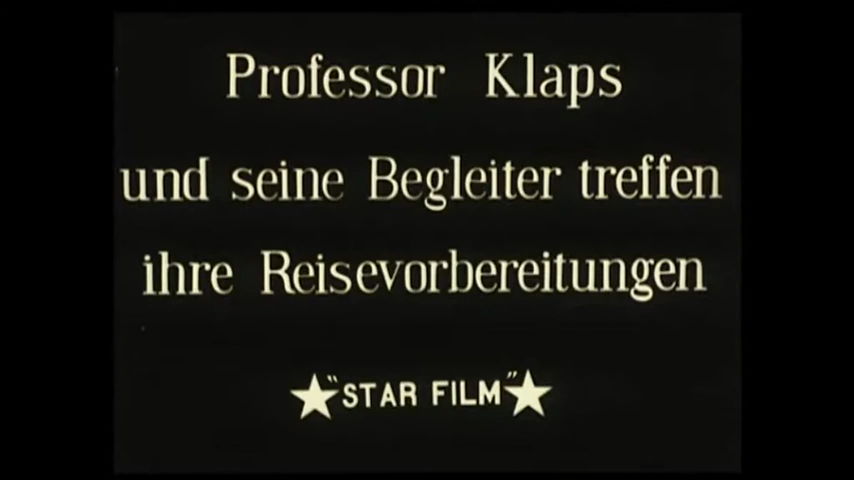 Professor Klaps
und seine Begleiter treffen
ihre Reisevorbereitungen
★"STAR FILM"★